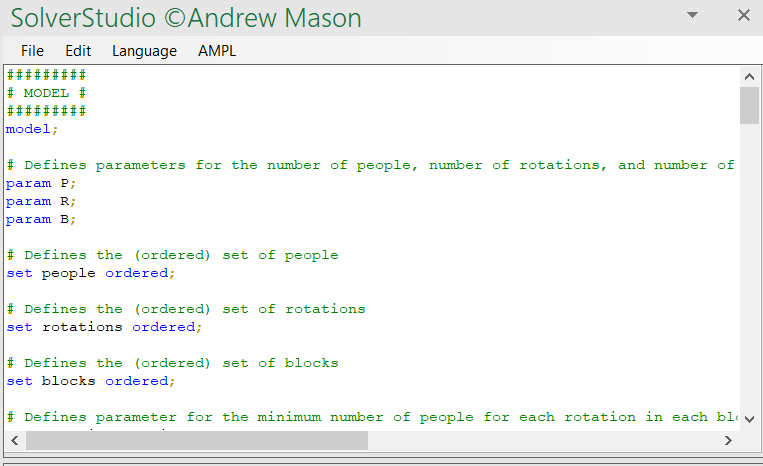 SolverStudio ©Andrew Mason
File Edit Language AMPL
#########
# MODEL #
#########
model;
# Defines parameters for the number of people, number of rotations, and number of
param P;
param R;
param B;
# Defines the (ordered) set of people
set people ordered;
# Defines the (ordered) set of rotations
set rotations ordered;
# Defines the (ordered) set of blocks
set blocks ordered;
# Defines parameter for the minimum number of people for each rotation in each